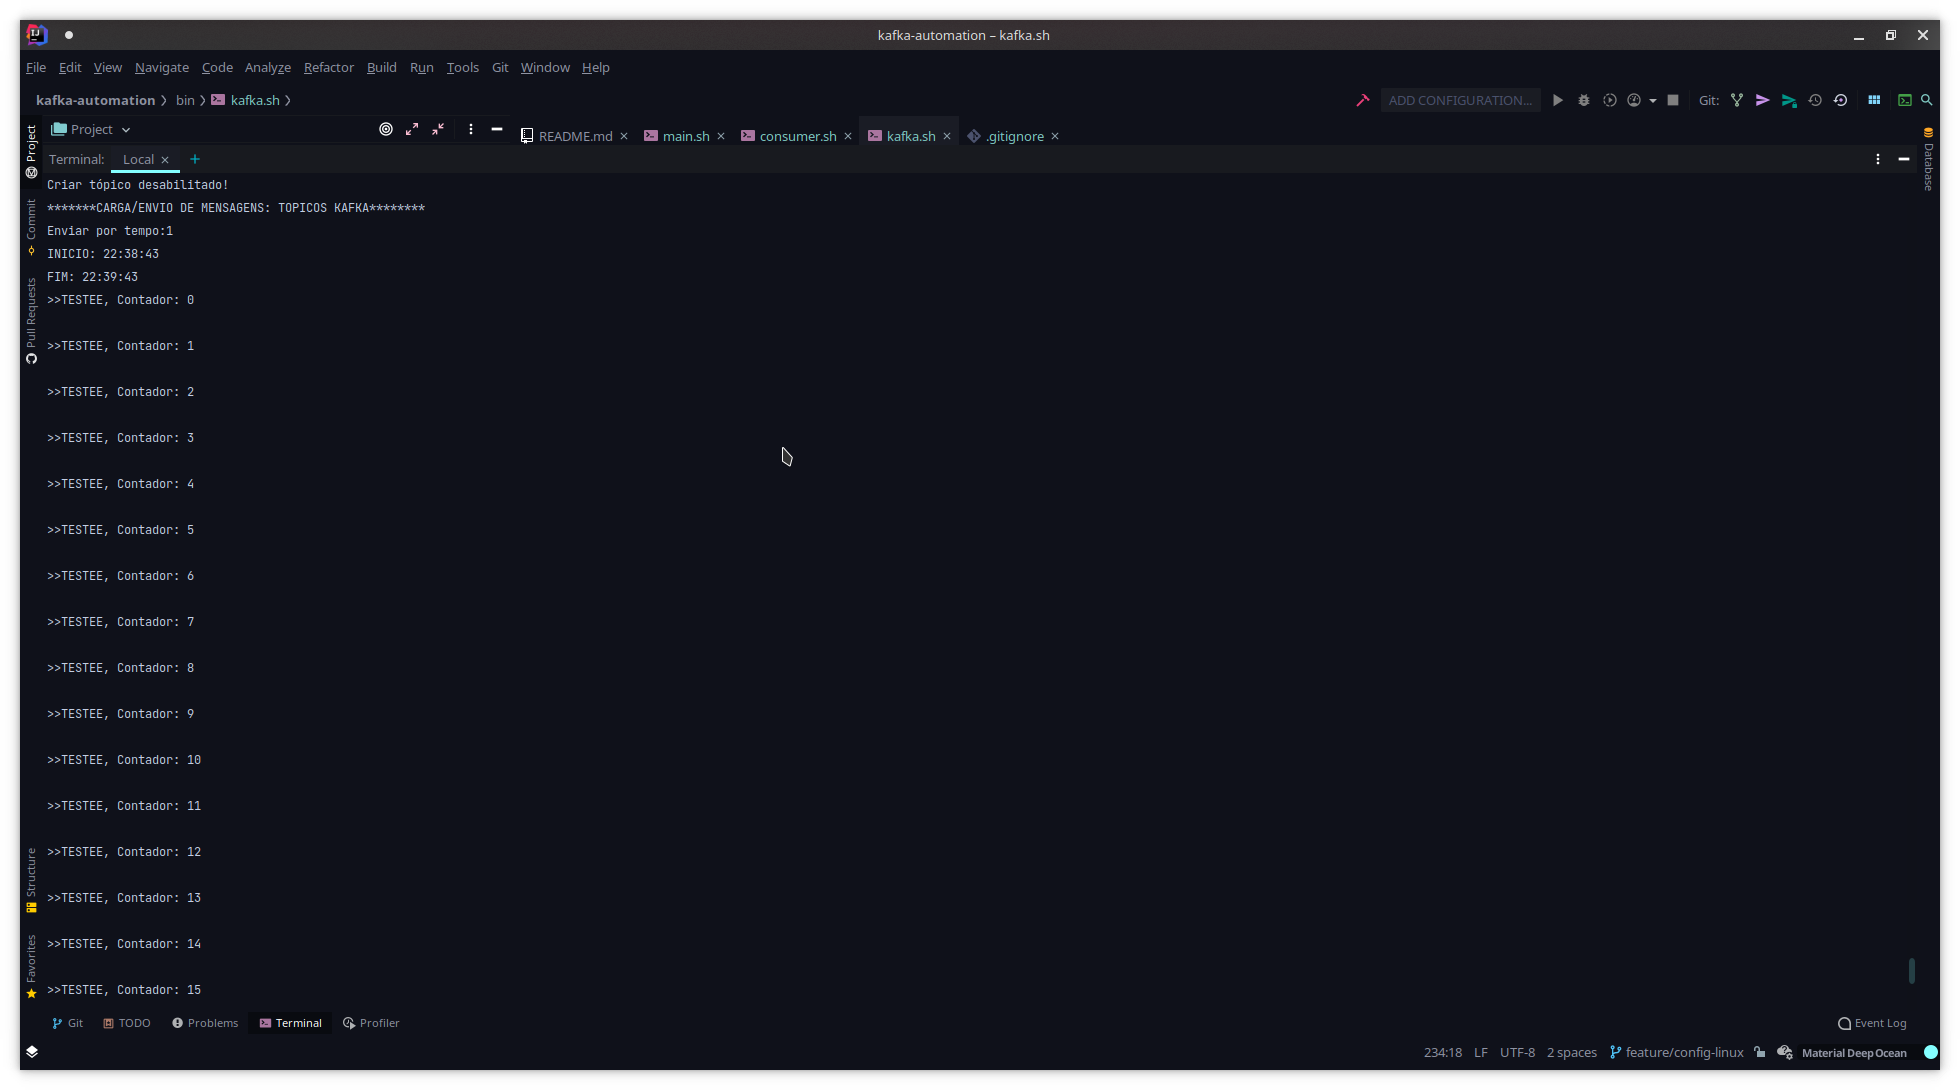 kafka-automation – kafka.sh
File Edit View Navigate Code Analyze Refactor Build Run Tools Git Window Help
kafka-automation bin kafka.sh
ADD CONFIGURATION... Git:
Project
README.md main.sh consumer.sh kafka.sh .gitignore
Terminal: Local
Criar tópico desabilitado!
*******CARGA/ENVIO DE MENSAGENS: TOPICOS KAFKA********
Enviar por tempo:1
INICIO: 22:38:43
FIM: 22:39:43
>>TESTEE, Contador: 0
>>TESTEE, Contador: 1
>>TESTEE, Contador: 2
>>TESTEE, Contador: 3
>>TESTEE, Contador: 4
>>TESTEE, Contador: 5
>>TESTEE, Contador: 6
>>TESTEE, Contador: 7
>>TESTEE, Contador: 8
>>TESTEE, Contador: 9
>>TESTEE, Contador: 10
>>TESTEE, Contador: 11
>>TESTEE, Contador: 12
>>TESTEE, Contador: 13
>>TESTEE, Contador: 14
>>TESTEE, Contador: 15
Project
Commit
Pull Requests
Structure
Favorites
Database
Git TODO Problems Terminal Profiler Event Log
234:18 LF UTF-8 2 spaces feature/config-linux Material Deep Ocean